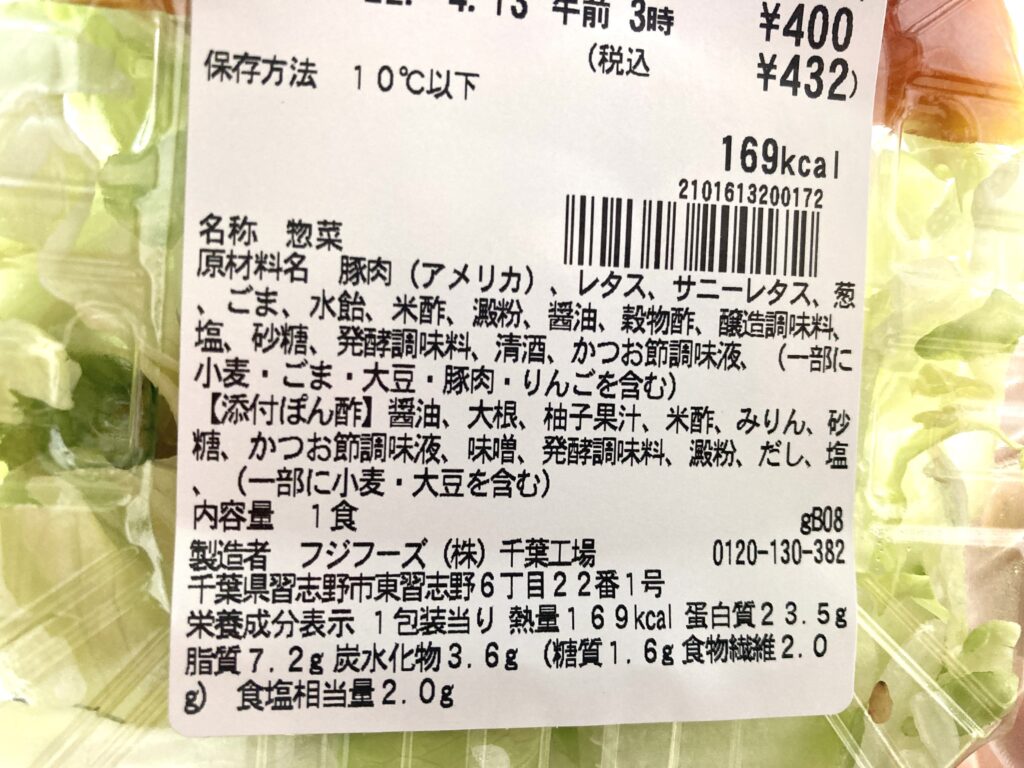 4.13 午前 3時
¥400
(税込
¥432)
保存方法 10℃以下
169kcal
2101613200172
名称 惣菜
原材料名 豚肉(アメリカ)、レタス、サニーレタス、葱
、ごま、水飴、米酢、澱粉、醤油、穀物酢、醸造調味料、
塩、砂糖、発酵調味料、清酒、かつお節調味液、(一部に
小麦・ごま・大豆・豚肉・りんごを含む)
【添付ぽん酢】醤油、大根、柚子果汁、米酢、みりん、砂
糖、かつお節調味液、味噌、発酵調味料、澱粉、だし、塩
、(一部に小麦・大豆を含む)
内容量 1食
gB08
製造者 フジフーズ(株)千葉工場
0120-130-382
千葉県習志野市東習志野6丁目22番1号
栄養成分表示 1包装当り 熱量169kcal 蛋白質23.5g
脂質7.2g 炭水化物3.6g (糖質1.6g 食物繊維2.0
g) 食塩相当量2.0g